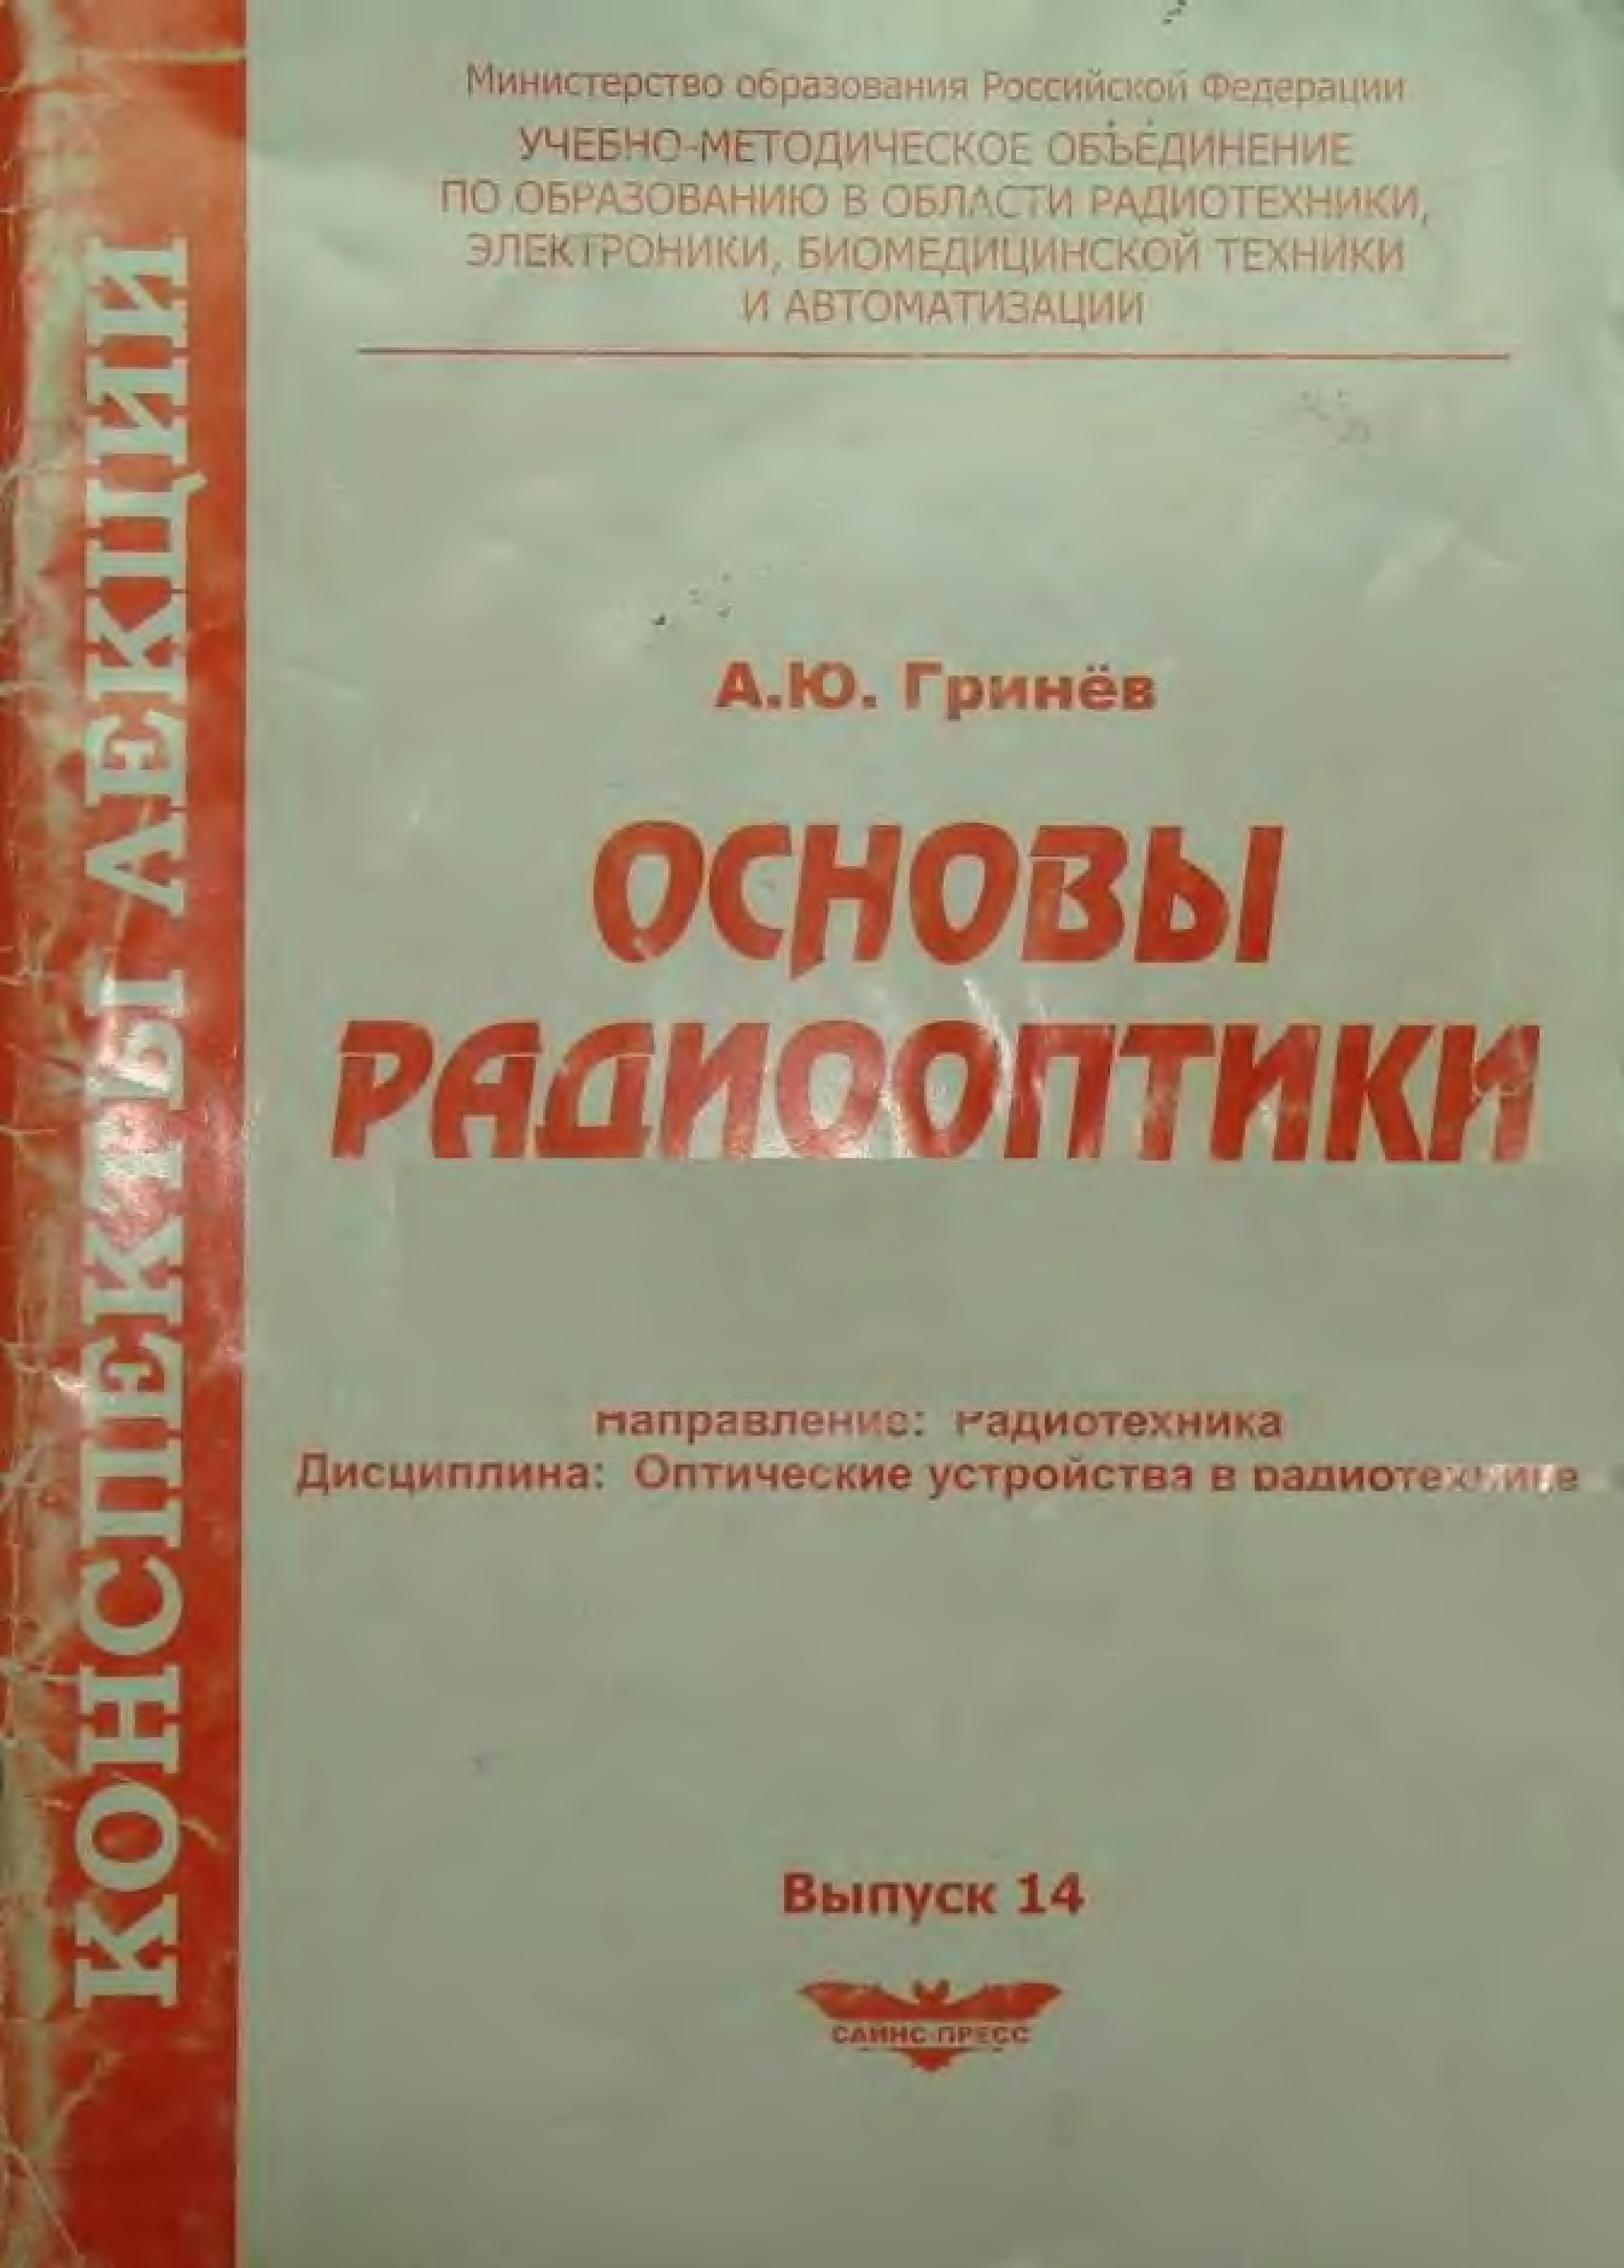 КОНСПЕКТЫ ЛЕКЦИЙ
Министерство образования Российской Федерации
УЧЕБНО-МЕТОДИЧЕСКОЕ ОБЪЕДИНЕНИЕ
ПО ОБРАЗОВАНИЮ В ОБЛАСТИ РАДИОТЕХНИКИ,
ЭЛЕКТРОНИКИ, БИОМЕДИЦИНСКОЙ ТЕХНИКИ
И АВТОМАТИЗАЦИИ
А.Ю. Гринёв
ОСНОВЫ
РАДИООПТИКИ
Направление: Радиотехника
Дисциплина: Оптические устройства в радиотехнике
Выпуск 14
САЙНС-ПРЕСС